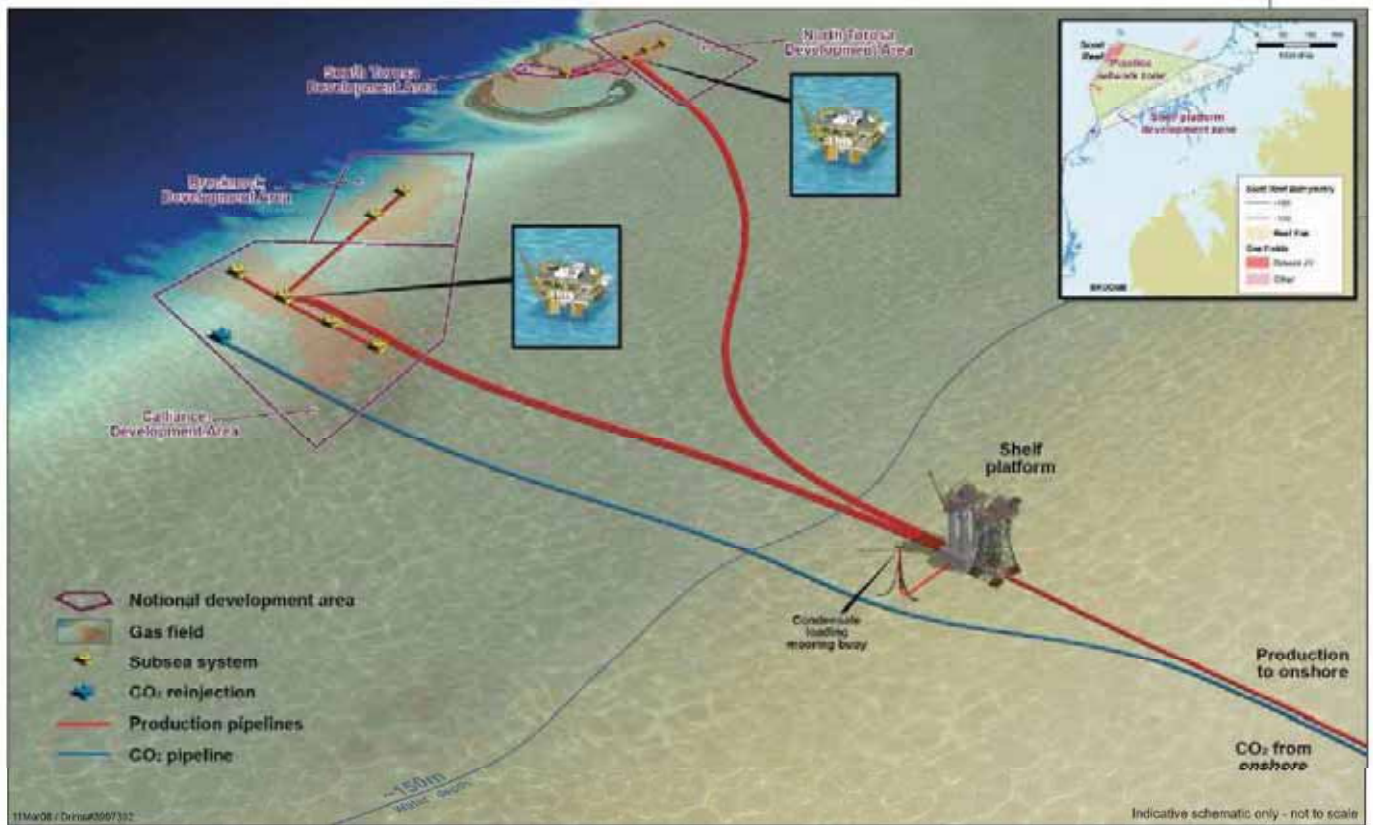 North Torosa
Development Area
South Torosa
Development Area
Brecknock
Development Area
Calliance
Development Area
Scott
Reef
Shelf platform
development zone
Reef Flat
Gas Fields
Other
BROOME
Shelf
platform
Condensate
loading
mooring buoy
Production
to onshore
CO₂ from
onshore
Notional development area
Gas field
Subsea system
CO₂ reinjection
Production pipelines
CO₂ pipeline
~150m
Water depth
Indicative schematic only - not to scale